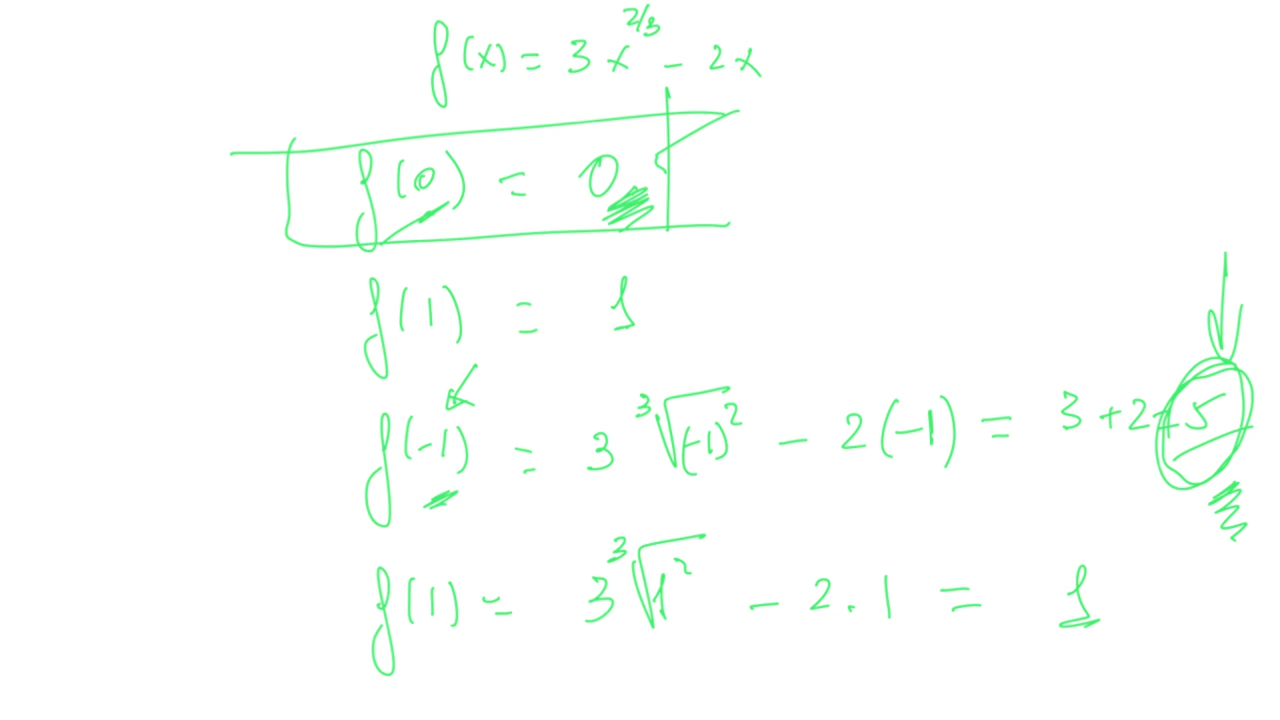 f(x) = 3x^{2/3} - 2x
f(0) = 0
f(1) = 1
f(-1) = 3∛(-1)² - 2(-1) = 3+2=5
f(1) = 3∛1² - 2.1 = 1